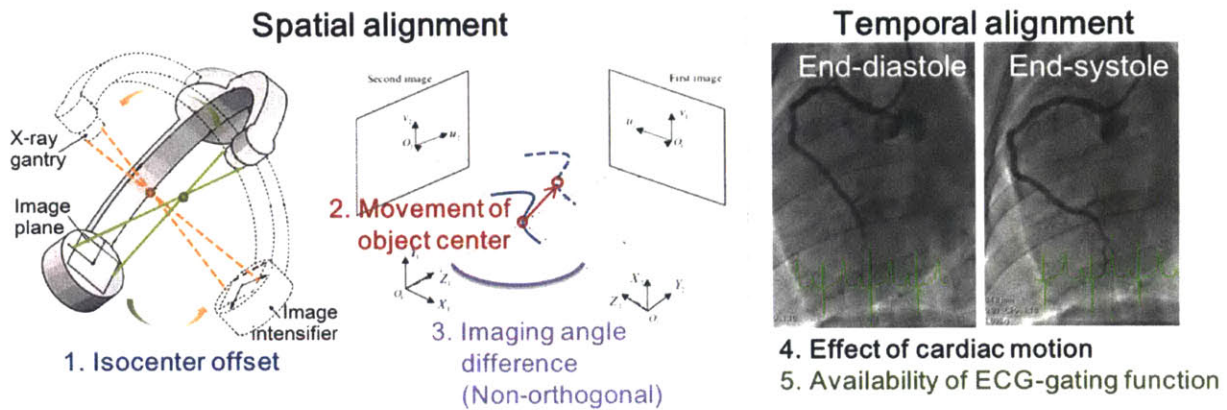 Spatial alignment
X-ray
gantry
Image
plane
Image
intensifier
1. Isocenter offset
Second image
First image
2. Movement of
object center
3. Imaging angle
difference
(Non-orthogonal)
Temporal alignment
End-diastole
End-systole
4. Effect of cardiac motion
5. Availability of ECG-gating function